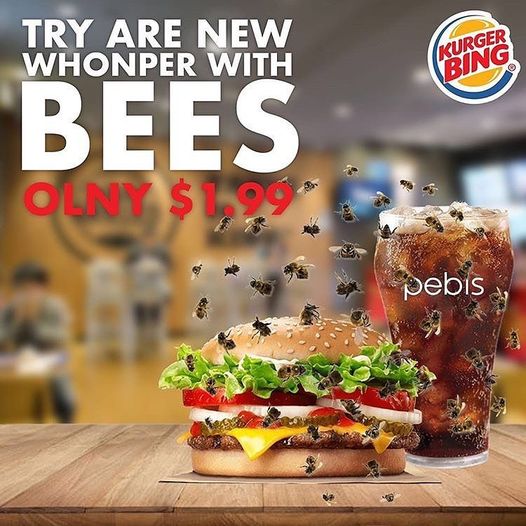 TRY ARE NEW
WHONPER WITH
BEES
OLNY $1.99
KURGER
BING
®
pebis